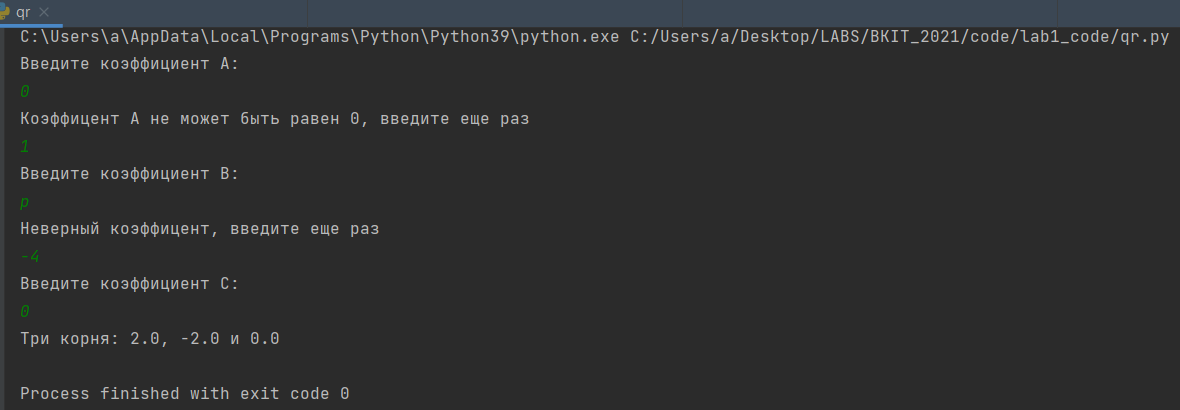 qr
C:\Users\a\AppData\Local\Programs\Python\Python39\python.exe C:/Users/a/Desktop/LABS/BKIT_2021/code/lab1_code/qr.py
Введите коэффициент А:
0
Коэффицент А не может быть равен 0, введите еще раз
1
Введите коэффициент В:
p
Неверный коэффицент, введите еще раз
-4
Введите коэффициент С:
0
Три корня: 2.0, -2.0 и 0.0
Process finished with exit code 0